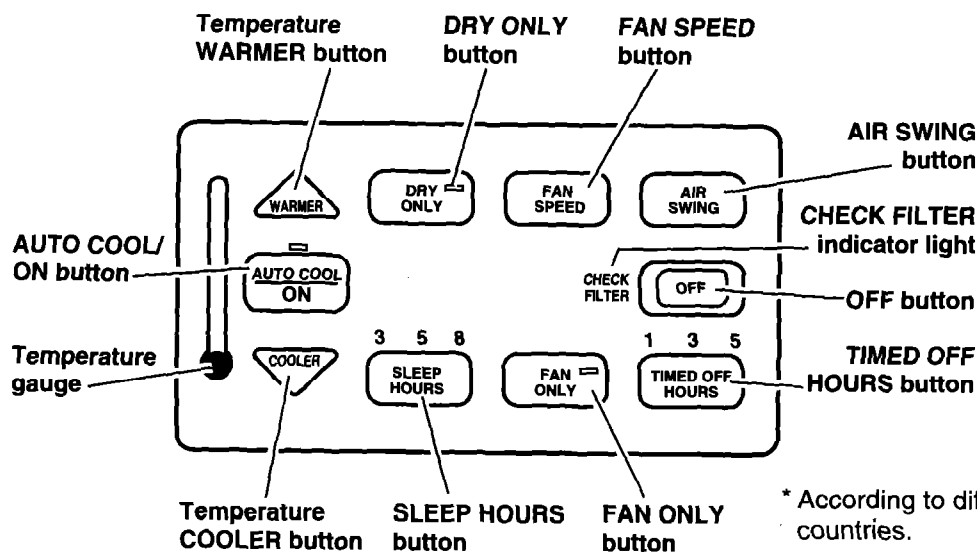 Temperature
WARMER button
DRY ONLY
button
FAN SPEED
button
AIR SWING
button
CHECK FILTER
indicator light
OFF button
TIMED OFF
HOURS button
AUTO COOL/
ON button
Temperature
gauge
WARMER
DRY
ONLY
FAN
SPEED
AIR
SWING
AUTO COOL
ON
CHECK
FILTER
OFF
COOLER
3 5 8
SLEEP
HOURS
FAN
ONLY
1 3 5
TIMED OFF
HOURS
Temperature
COOLER button
SLEEP HOURS
button
FAN ONLY
button
* According to dif
countries.